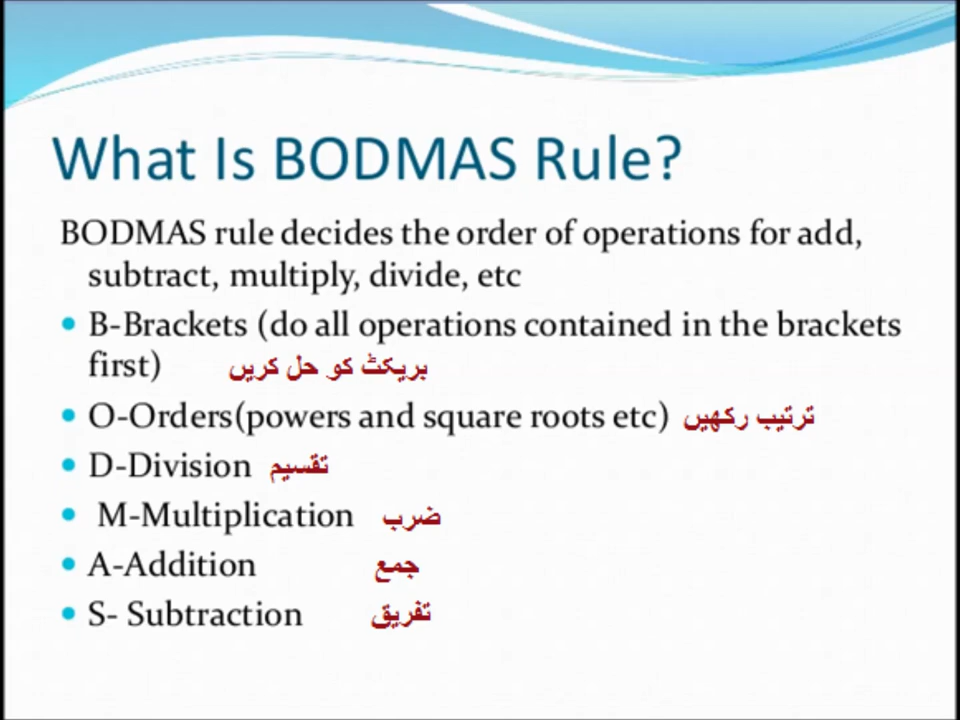 What Is BODMAS Rule?
BODMAS rule decides the order of operations for add,
subtract, multiply, divide, etc
B-Brackets (do all operations contained in the brackets
first) بریکٹ کو حل کریں
O-Orders(powers and square roots etc) ترتیب رکھیں
D-Division تقسیم
M-Multiplication ضرب
A-Addition جمع
S- Subtraction تفریق